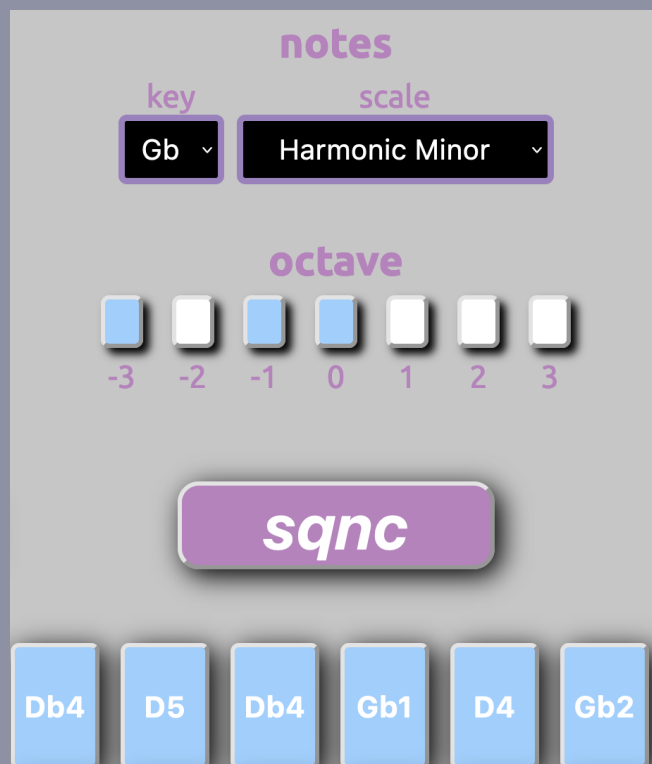 notes
key scale
Gb Harmonic Minor
octave
-3 -2 -1 0 1 2 3
sqnc
Db4 D5 Db4 Gb1 D4 Gb2